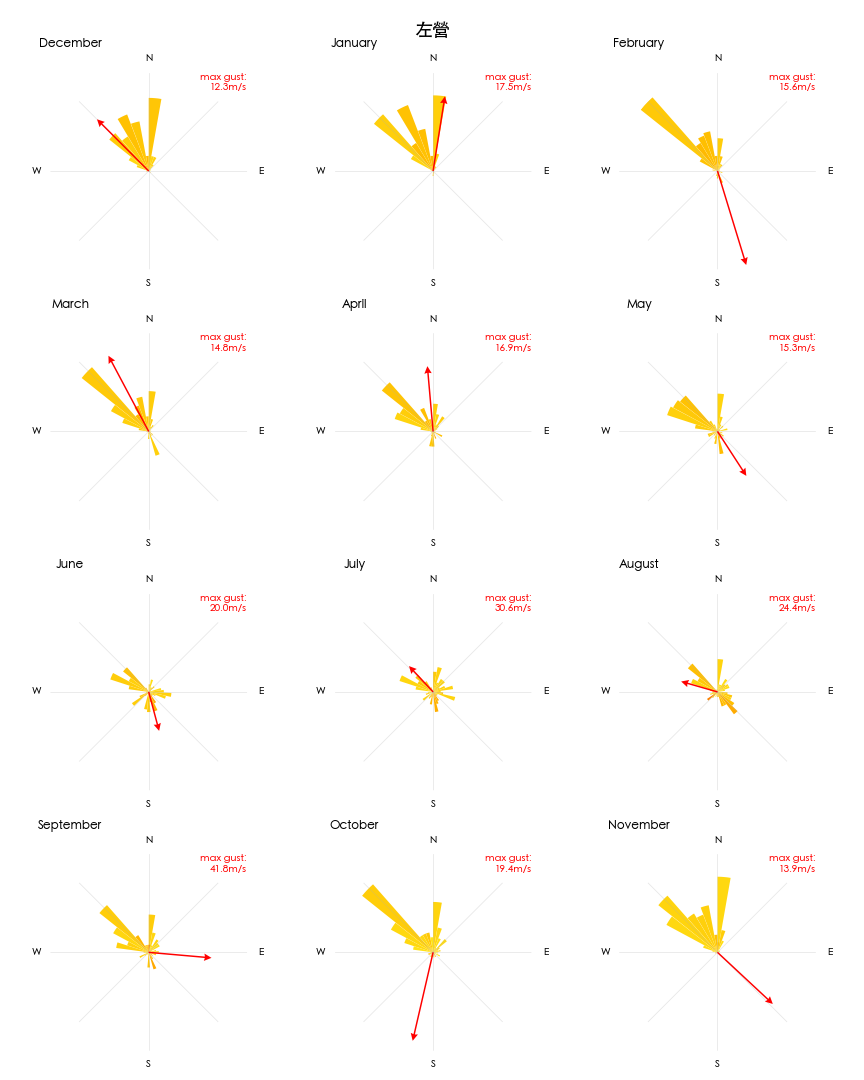 左營
December
January
February
N
N
N
max gust:
12.3m/s
max gust:
17.5m/s
max gust:
15.6m/s
W
E
W
E
W
E
S
S
S
March
April
May
N
N
N
max gust:
14.8m/s
max gust:
16.9m/s
max gust:
15.3m/s
W
E
W
E
W
E
S
S
S
June
July
August
N
N
N
max gust:
20.0m/s
max gust:
30.6m/s
max gust:
24.4m/s
W
E
W
E
W
E
S
S
S
September
October
November
N
N
N
max gust:
41.8m/s
max gust:
19.4m/s
max gust:
13.9m/s
W
E
W
E
W
E
S
S
S